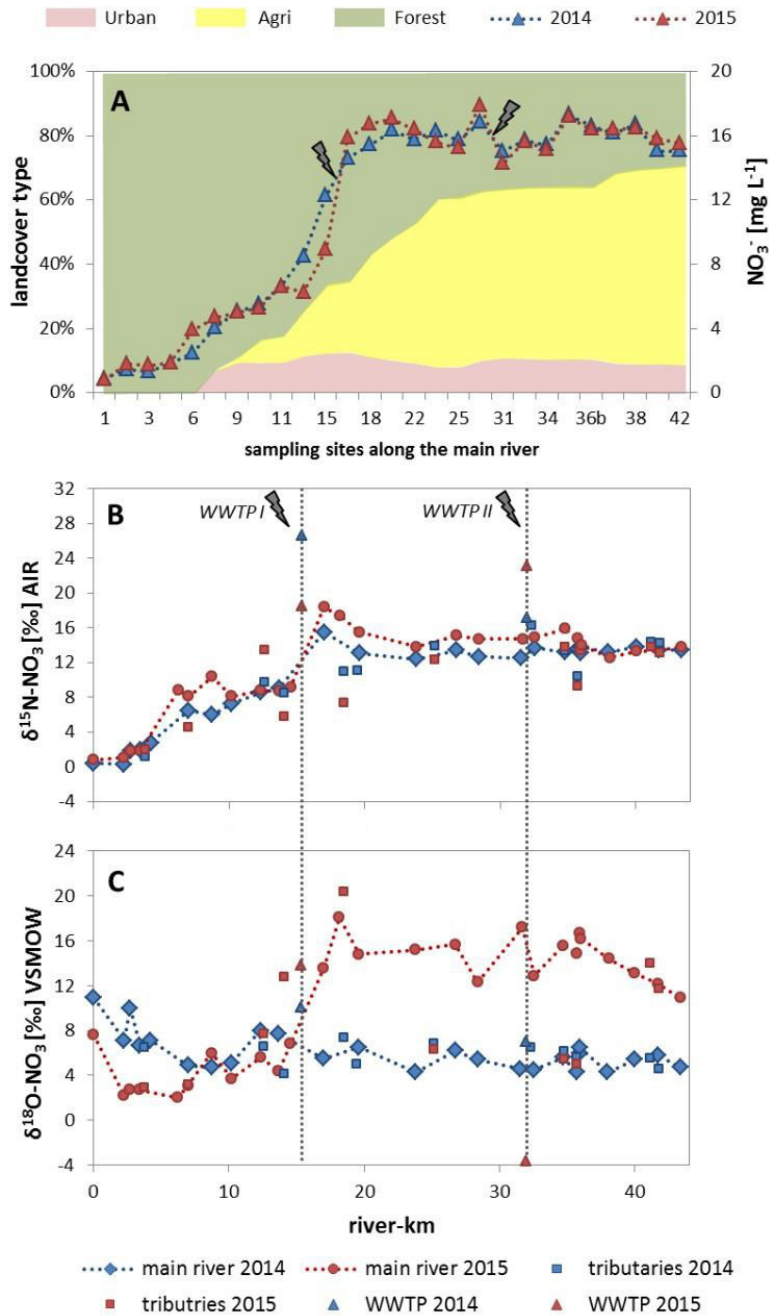 Urban Agri Forest 2014 2015
A
100%
80%
60%
40%
20%
0%
landcover type
20
16
12
8
4
0
NO₃⁻ [mg L⁻¹]
1 3 6 9 11 15 18 22 25 31 34 36b 38 42
sampling sites along the main river
B
WWTP I
WWTP II
32
28
24
20
16
12
8
4
0
-4
δ¹⁵N-NO₃ [‰] AIR
C
24
20
16
12
8
4
0
-4
δ¹⁸O-NO₃ [‰] VSMOW
0 10 20 30 40
river-km
main river 2014 main river 2015 tributaries 2014
tributries 2015 WWTP 2014 WWTP 2015